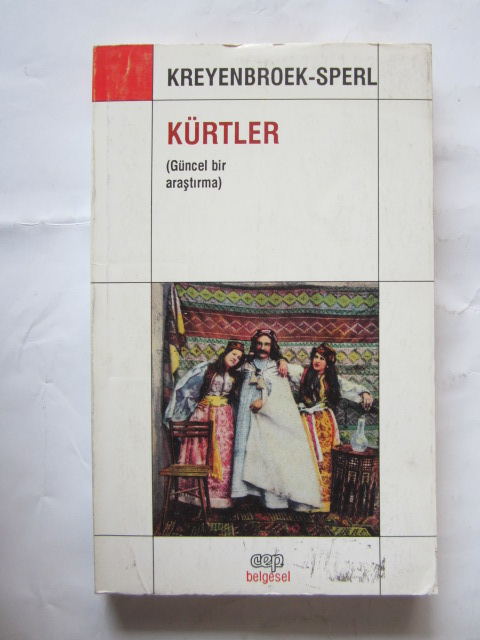 KREYENBROEK-SPERL
KÜRTLER
(Güncel bir
araştırma)
cep
belgesel